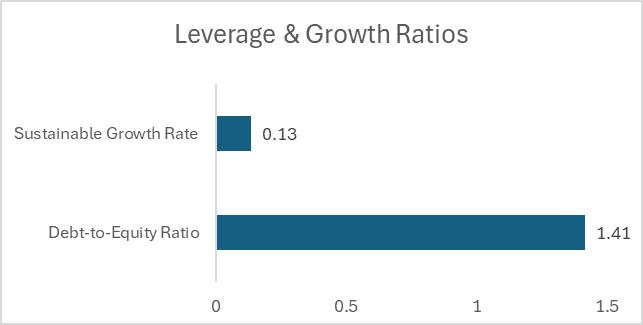 Leverage & Growth Ratios
Sustainable Growth Rate
0.13
Debt-to-Equity Ratio
1.41
0
0.5
1
1.5